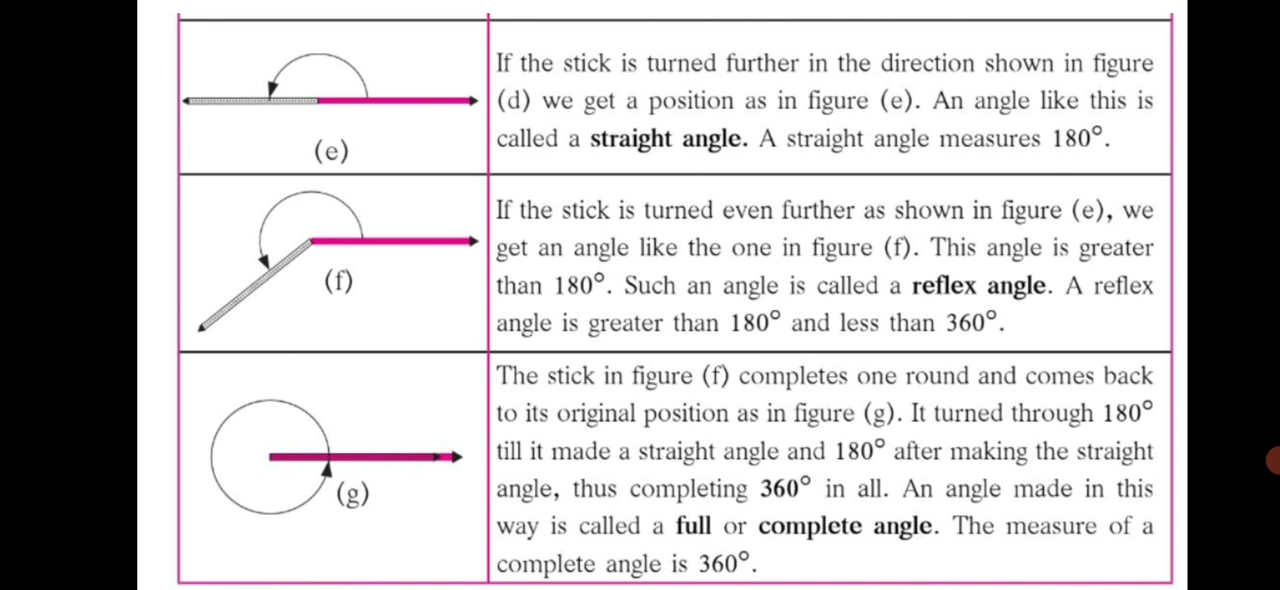 (e)
If the stick is turned further in the direction shown in figure
(d) we get a position as in figure (e). An angle like this is
called a straight angle. A straight angle measures 180°.
(f)
If the stick is turned even further as shown in figure (e), we
get an angle like the one in figure (f). This angle is greater
than 180°. Such an angle is called a reflex angle. A reflex
angle is greater than 180° and less than 360°.
(g)
The stick in figure (f) completes one round and comes back
to its original position as in figure (g). It turned through 180°
till it made a straight angle and 180° after making the straight
angle, thus completing 360° in all. An angle made in this
way is called a full or complete angle. The measure of a
complete angle is 360°.